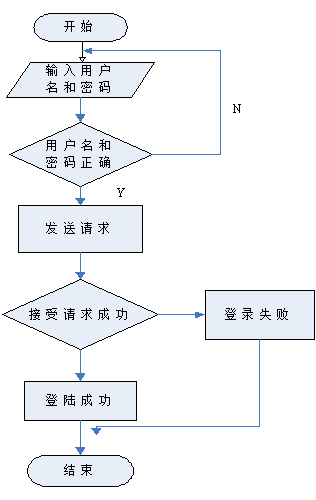 开始
输入用户
名和密码
N
用户名和
密码正确
Y
发送请求
接受请求成功
登录失败
登陆成功
结束